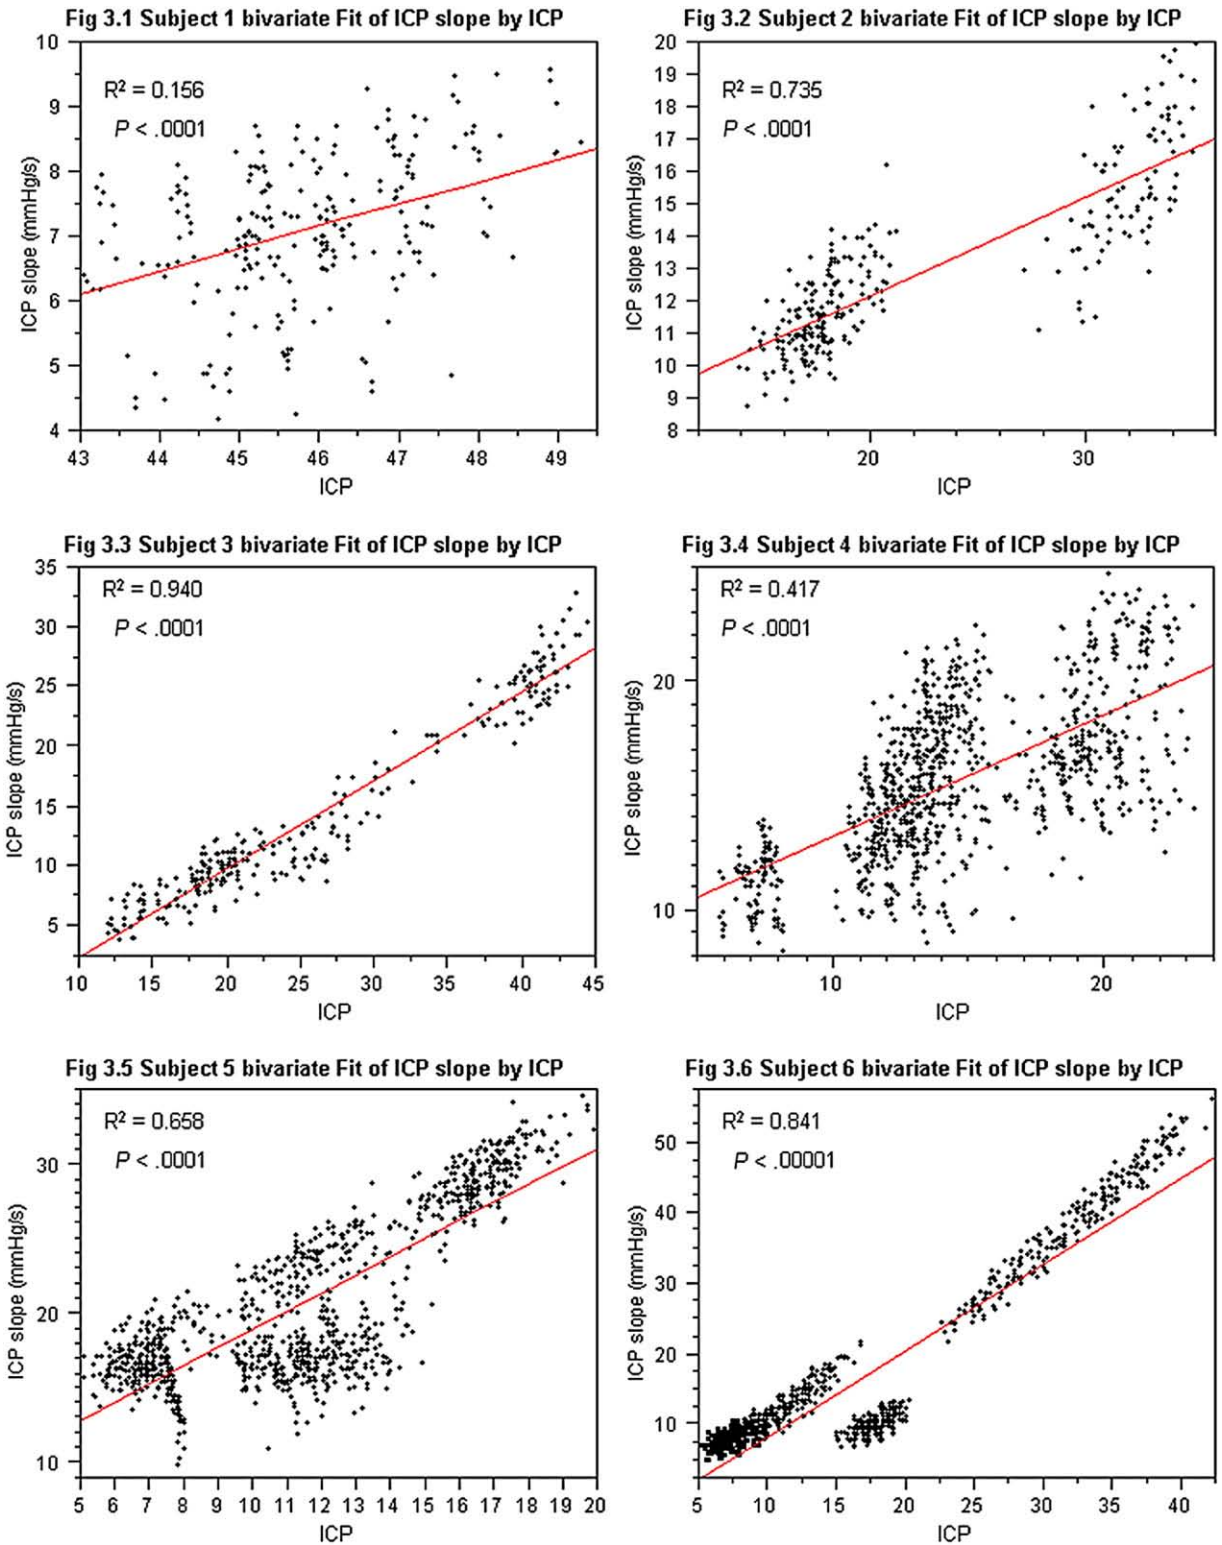 Fig 3.1 Subject 1 bivariate Fit of ICP slope by ICP
R² = 0.156
P < .0001
ICP slope (mmHg/s)
10
9
8
7
6
5
4
43 44 45 46 47 48 49
ICP
Fig 3.2 Subject 2 bivariate Fit of ICP slope by ICP
R² = 0.735
P < .0001
ICP slope (mmHg/s)
20
19
18
17
16
15
14
13
12
11
10
9
8
20 30
ICP
Fig 3.3 Subject 3 bivariate Fit of ICP slope by ICP
R² = 0.940
P < .0001
ICP slope (mmHg/s)
35
30
25
20
15
10
5
10 15 20 25 30 35 40 45
ICP
Fig 3.4 Subject 4 bivariate Fit of ICP slope by ICP
R² = 0.417
P < .0001
ICP slope (mmHg/s)
20
10
10 20
ICP
Fig 3.5 Subject 5 bivariate Fit of ICP slope by ICP
R² = 0.658
P < .0001
ICP slope (mmHg/s)
30
20
10
5 6 7 8 9 10 11 12 13 14 15 16 17 18 19 20
ICP
Fig 3.6 Subject 6 bivariate Fit of ICP slope by ICP
R² = 0.841
P < .00001
ICP slope (mmHg/s)
50
40
30
20
10
5 10 15 20 25 30 35 40
ICP